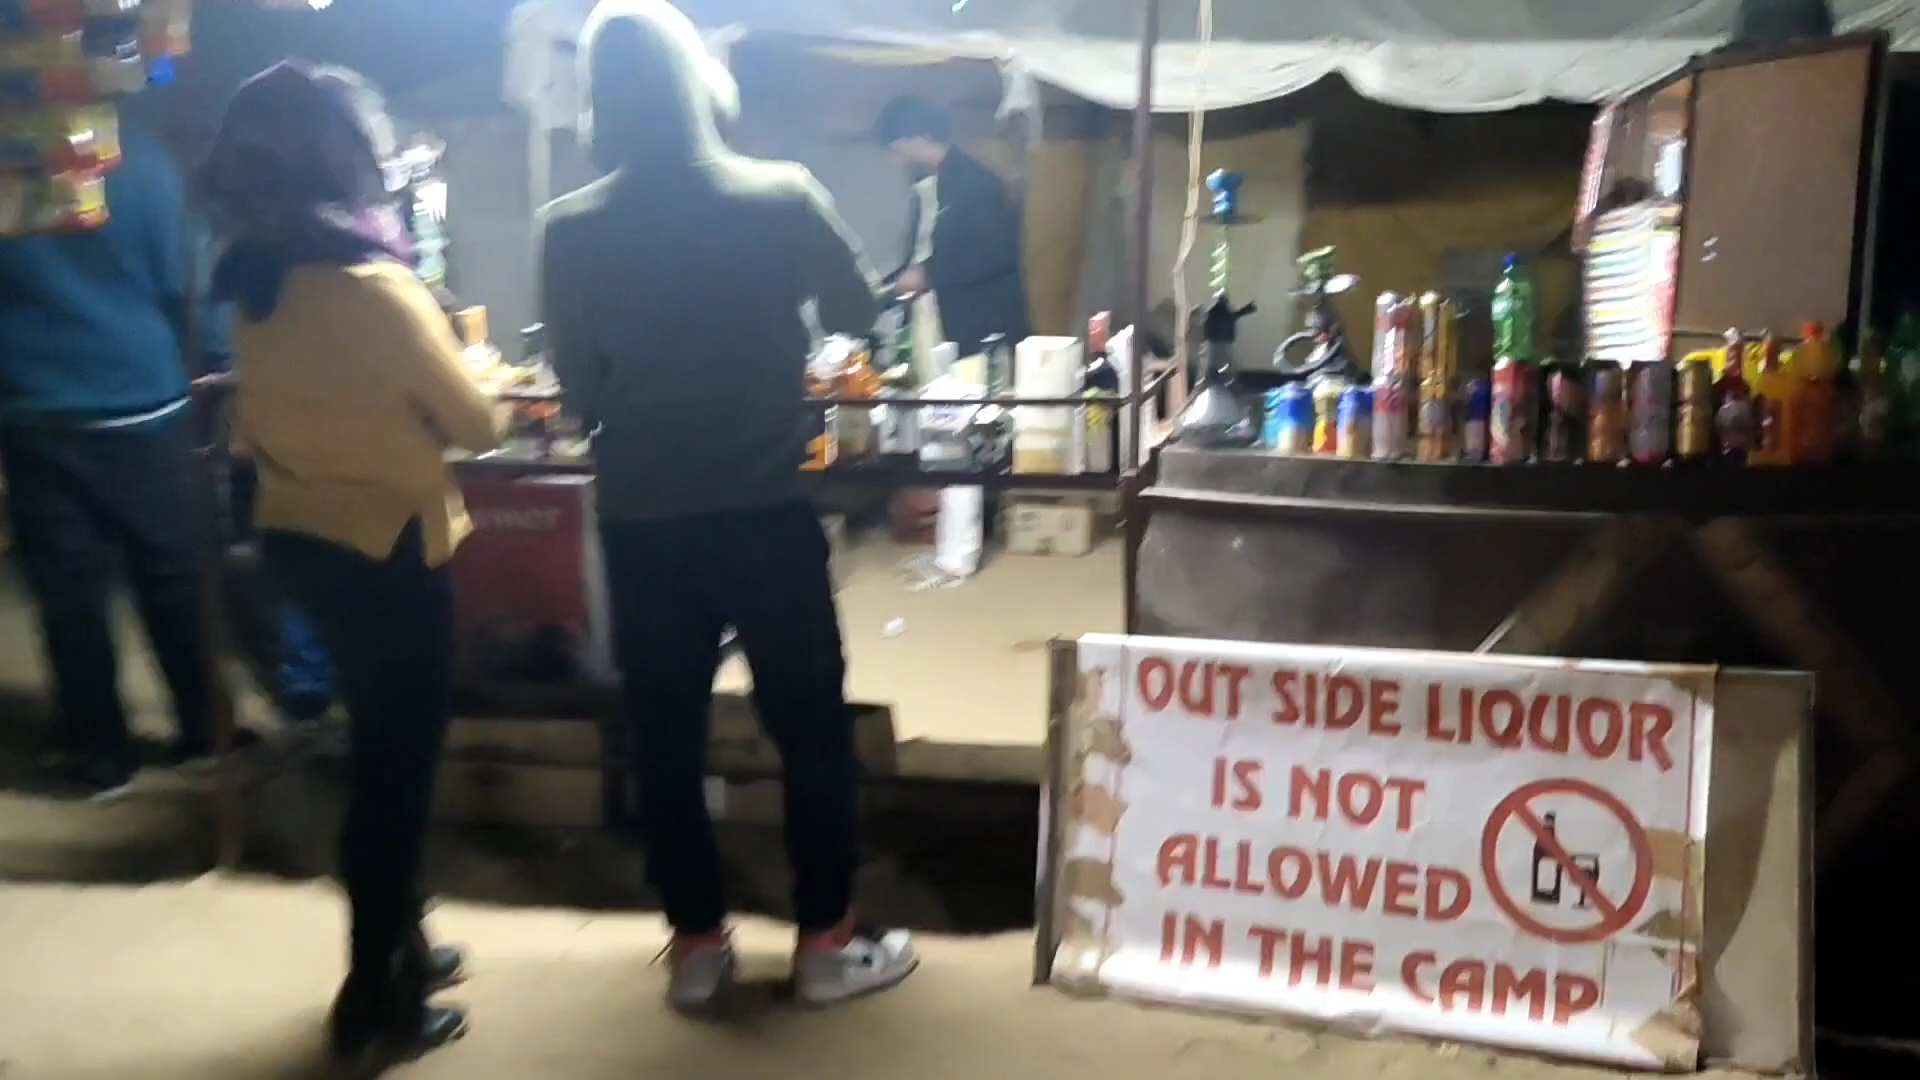 OUT SIDE LIQUOR
IS NOT
ALLOWED
IN THE CAMP